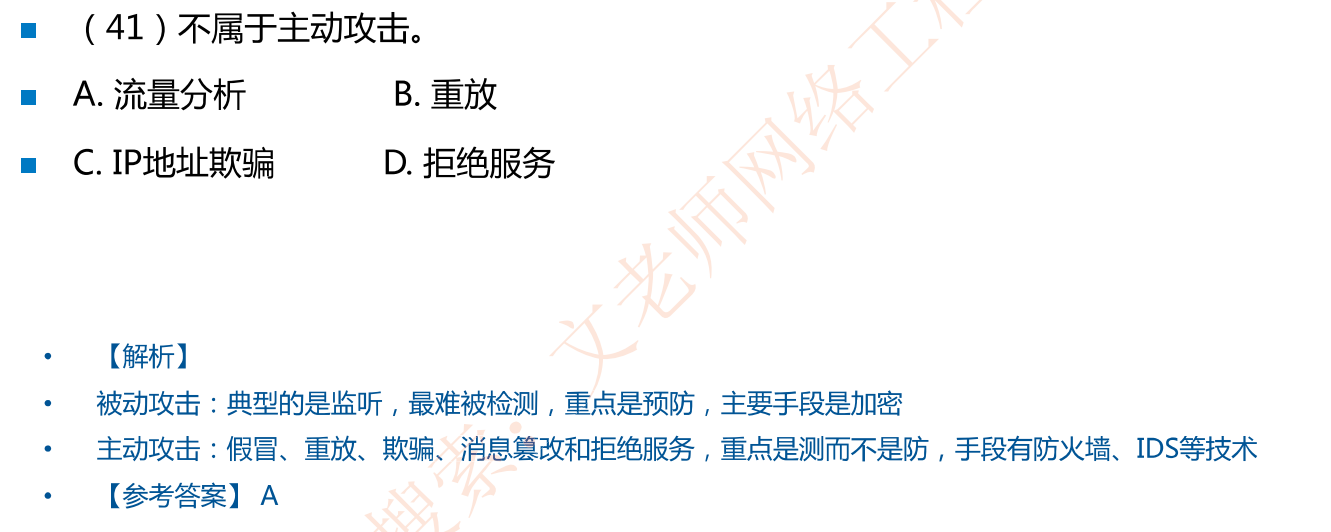 （41）不属于主动攻击。
A. 流量分析 B. 重放
C. IP地址欺骗 D. 拒绝服务
【解析】
被动攻击：典型的是监听，最难被检测，重点是预防，主要手段是加密
主动攻击：假冒、重放、欺骗、消息篡改和拒绝服务，重点是测而不是防，手段有防火墙、IDS等技术
【参考答案】 A
搜索：文老师网络工程